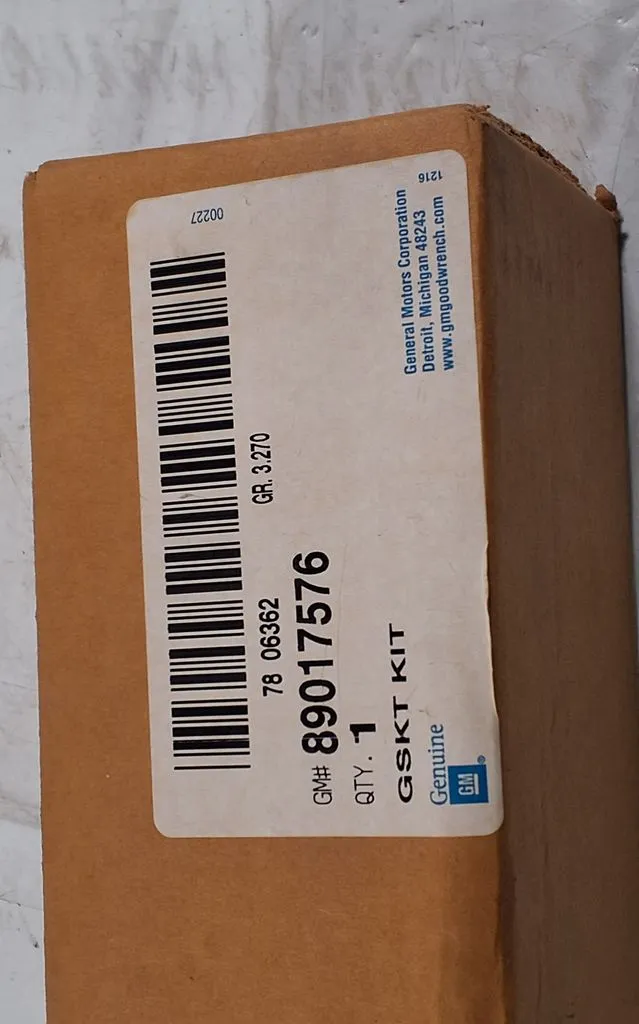 00227
78 06362
GR. 3.270
GM# 89017576
QTY. 1
GSKT KIT
Genuine
GM®
General Motors Corporation
Detroit, Michigan 48243
www.gmgoodwrench.com
1216